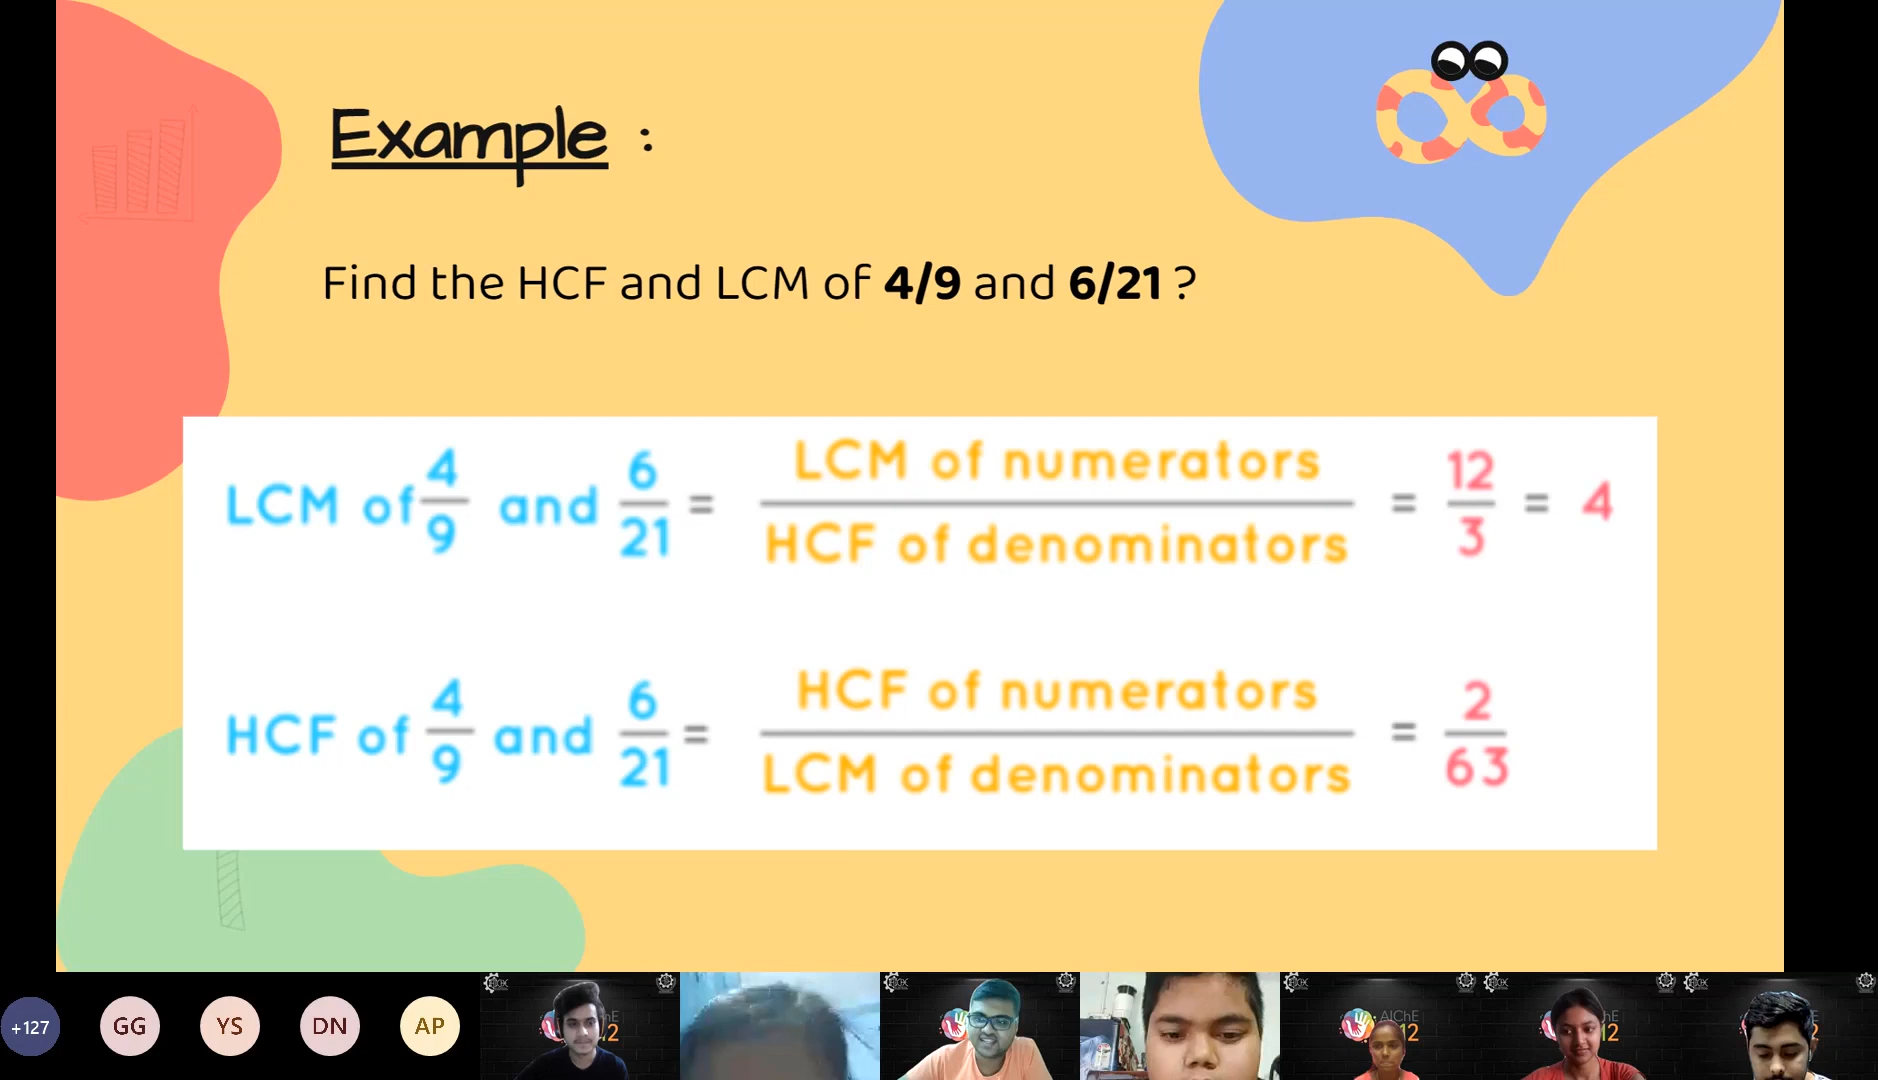 Example :
Find the HCF and LCM of 4/9 and 6/21 ?
LCM of 4/9 and 6/21 = LCM of numerators / HCF of denominators = 12/3 = 4
HCF of 4/9 and 6/21 = HCF of numerators / LCM of denominators = 2/63
+127 GG YS DN AP
AIChE
12